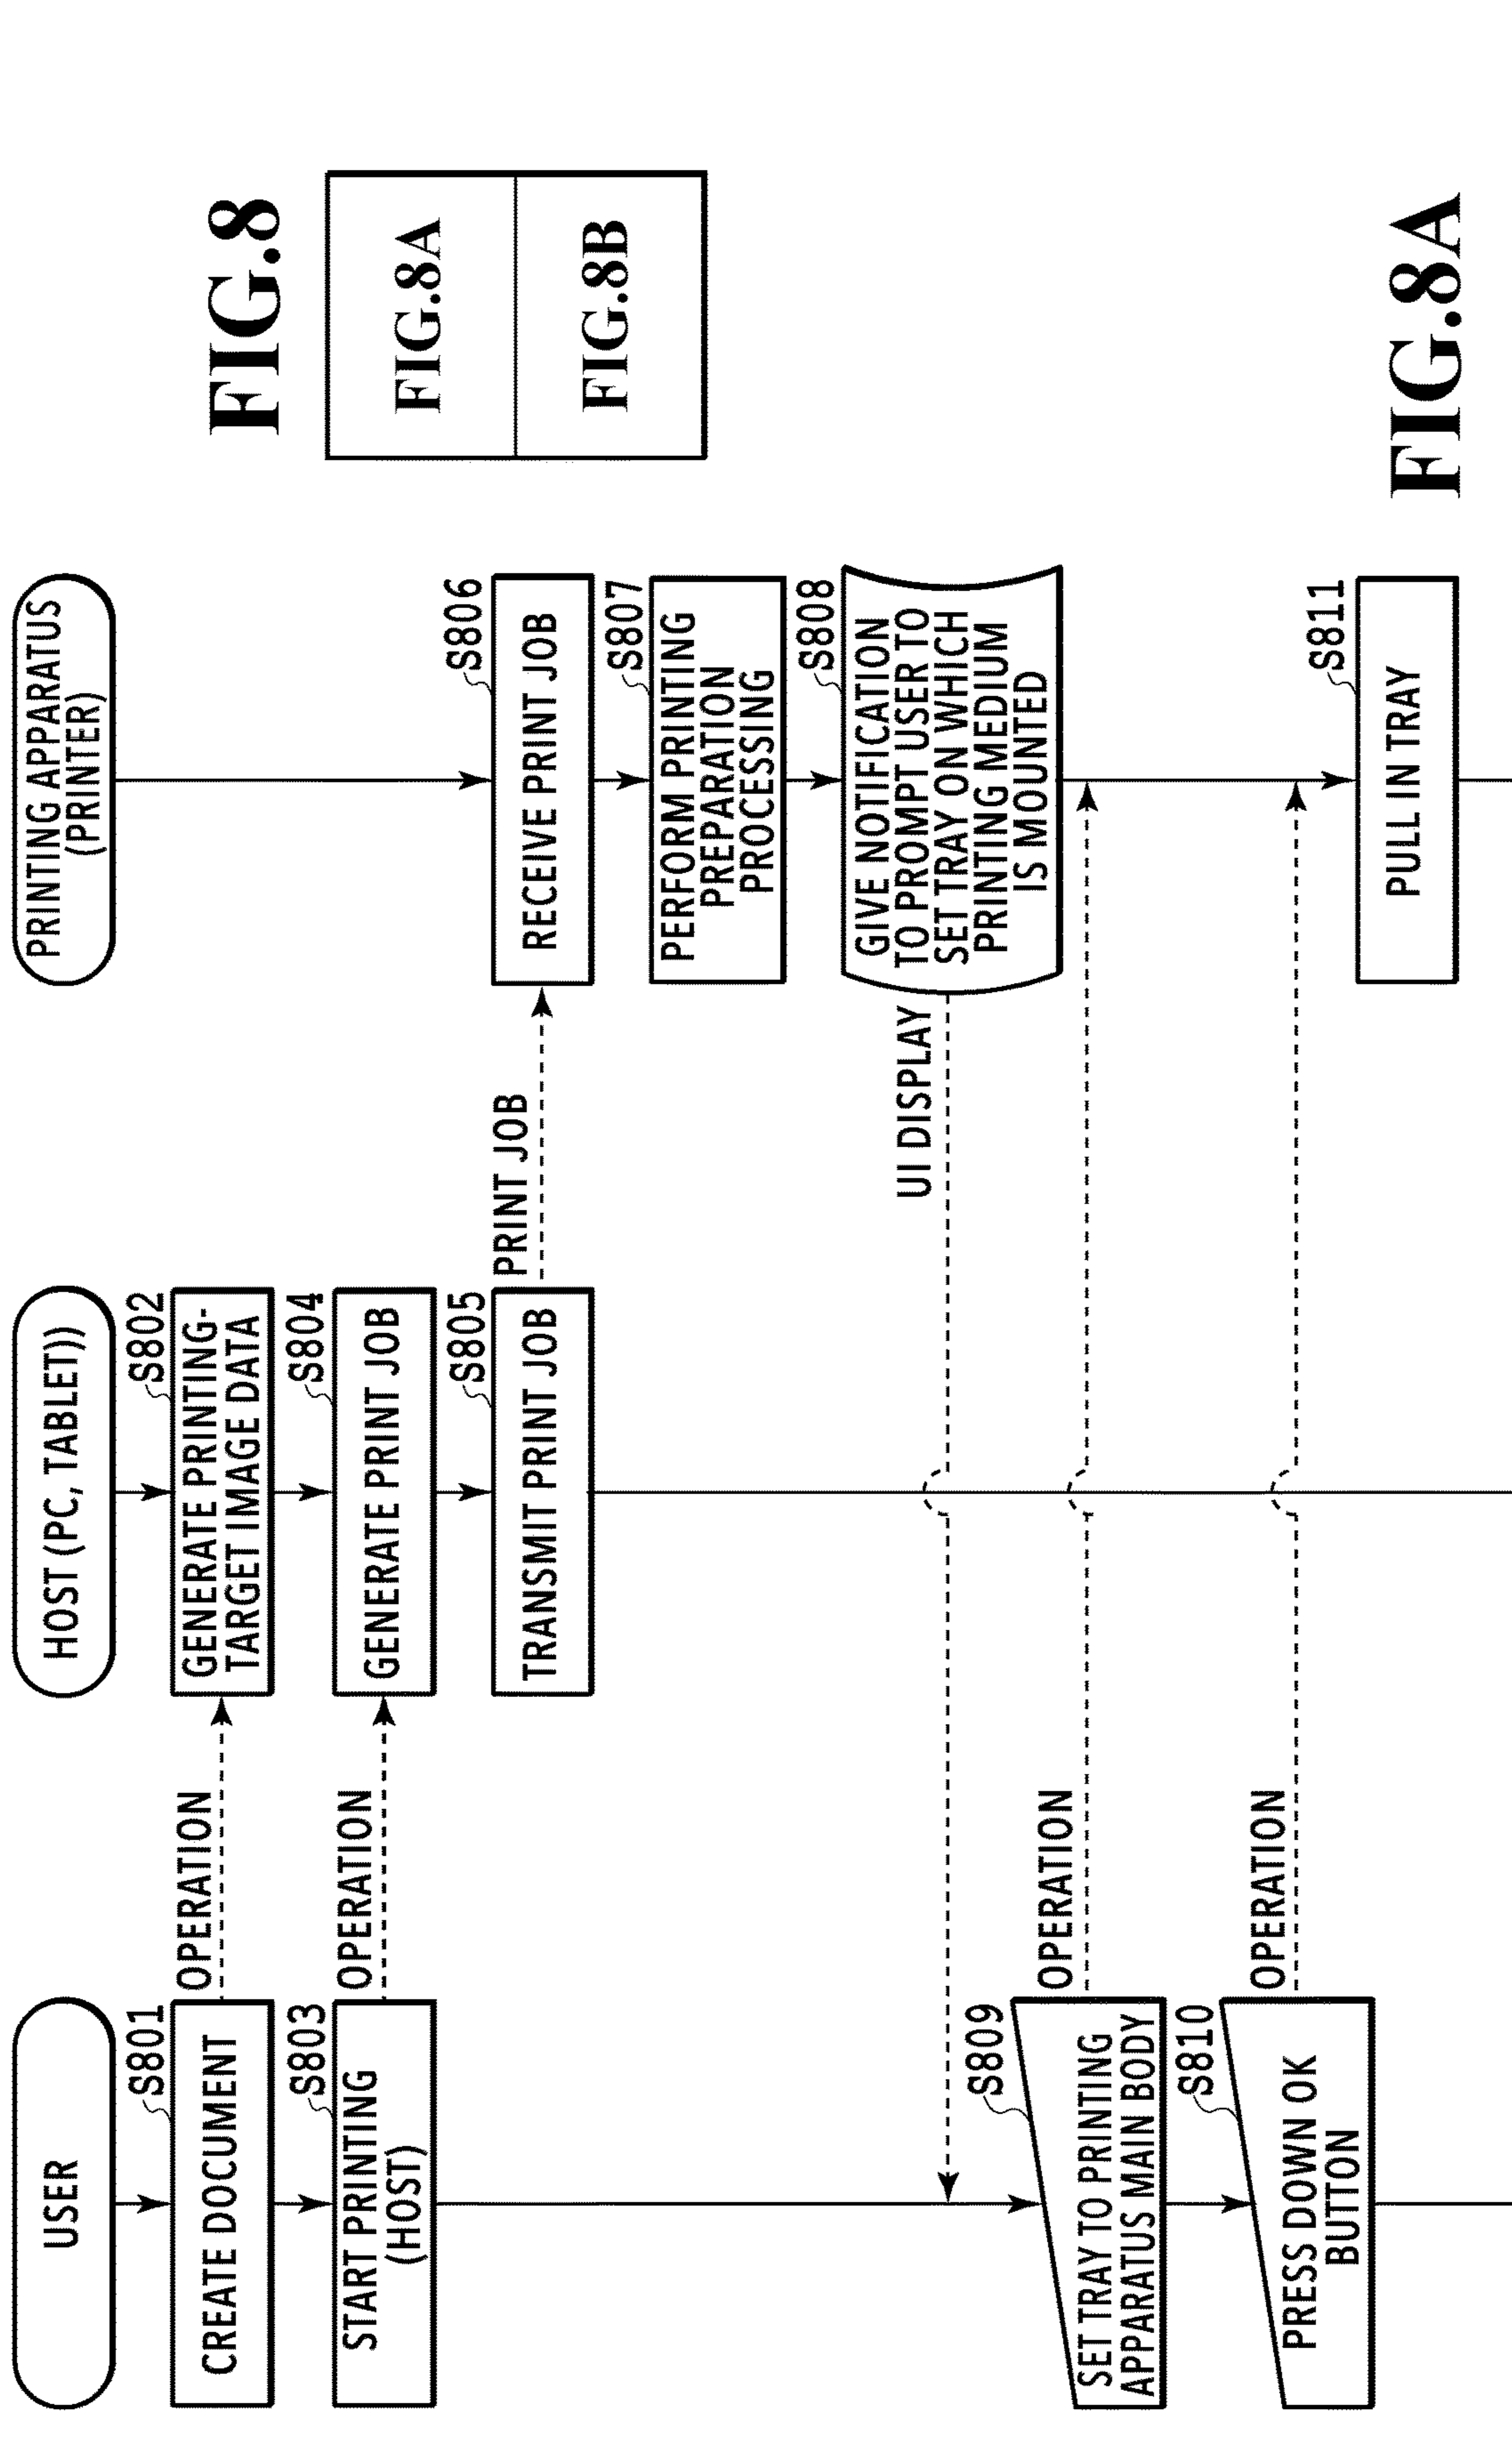 FIG.8
FIG.8A
FIG.8B
USER
HOST (PC, TABLET))
PRINTING APPARATUS
(PRINTER)
S801
CREATE DOCUMENT
OPERATION
S802
GENERATE PRINTING-
TARGET IMAGE DATA
S803
START PRINTING
(HOST)
OPERATION
S804
GENERATE PRINT JOB
S805
TRANSMIT PRINT JOB
PRINT JOB
S806
RECEIVE PRINT JOB
S807
PERFORM PRINTING
PREPARATION
PROCESSING
S808
GIVE NOTIFICATION
TO PROMPT USER TO
SET TRAY ON WHICH
PRINTING MEDIUM
IS MOUNTED
UI DISPLAY
S809
SET TRAY TO PRINTING
APPARATUS MAIN BODY
OPERATION
S810
PRESS DOWN OK
BUTTON
OPERATION
S811
PULL IN TRAY
FIG.8A